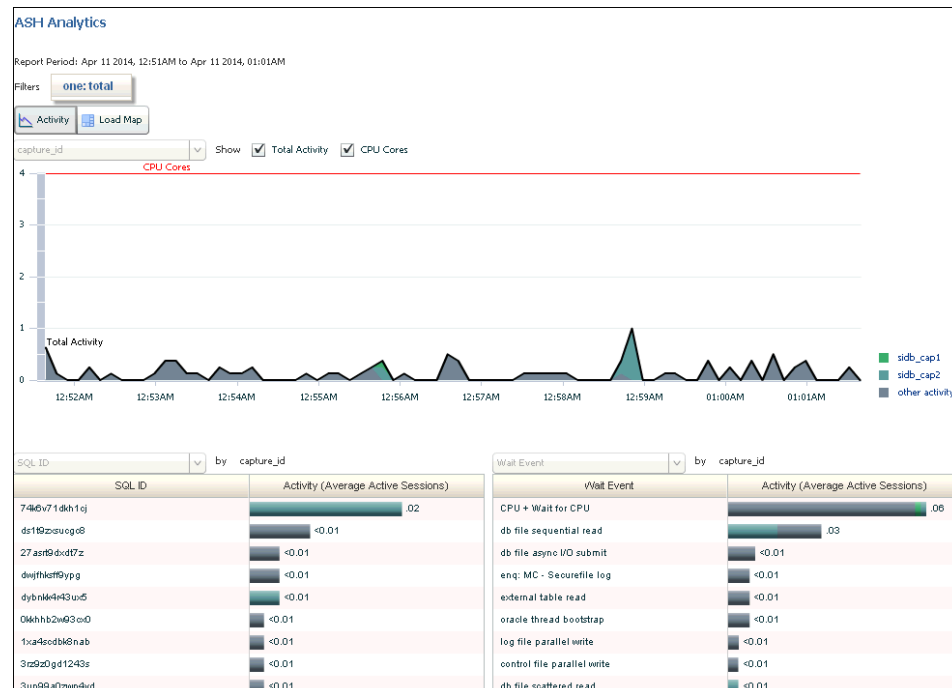 ASH Analytics
Report Period: Apr 11 2014, 12:51AM to Apr 11 2014, 01:01AM
Filters one: total
Activity Load Map
capture_id Show Total Activity CPU Cores
CPU Cores
4
3
2
1
Total Activity
0
12:52AM 12:53AM 12:54AM 12:55AM 12:56AM 12:57AM 12:58AM 12:59AM 01:00AM 01:01AM
sidb_cap1
sidb_cap2
other activity
SQL ID by capture_id
SQL ID Activity (Average Active Sessions)
74k6v71dkh1cj .02
ds1t9zxsucgc8 <0.01
27asrt9dxdt7z <0.01
dwjfhksff9ypg <0.01
dybnkk4r43ux5 <0.01
0kkhhb2w93cx0 <0.01
1xa4scdbk8nab <0.01
3rz9z0gd1243s <0.01
<0.01
Wait Event by capture_id
Wait Event Activity (Average Active Sessions)
CPU + Wait for CPU .06
db file sequential read .03
db file async I/O submit <0.01
enq: MC - Securefile log <0.01
external table read <0.01
oracle thread bootstrap <0.01
log file parallel write <0.01
control file parallel write <0.01
db file scattered read <0.01